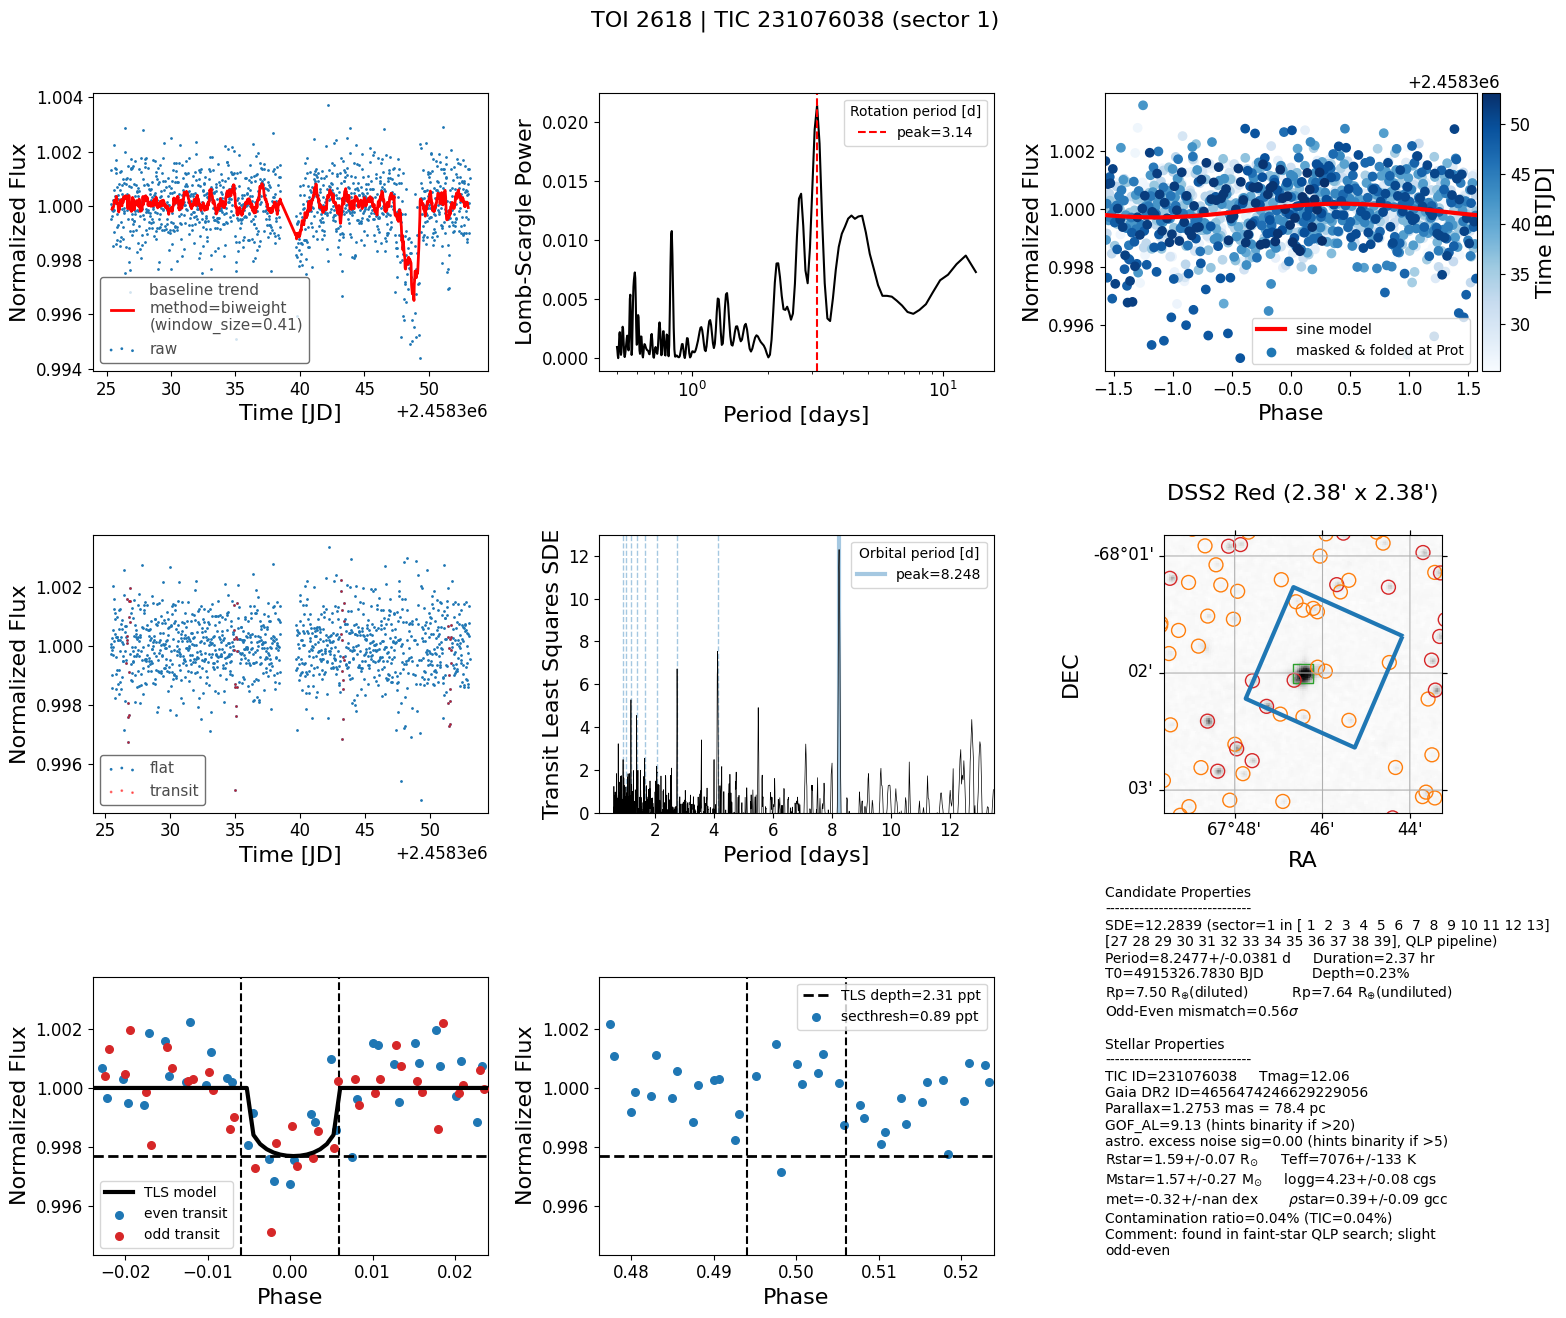 TOI 2618 | TIC 231076038 (sector 1)
Normalized Flux
1.004
1.002
1.000
0.998
0.996
0.994
baseline trend
method=biweight
(window_size=0.41)
raw
25 30 35 40 45 50
Time [JD]
+2.4583e6
Lomb-Scargle Power
0.020
0.015
0.010
0.005
0.000
Rotation period [d]
peak=3.14
10⁰ 10¹
Period [days]
+2.4583e6
Normalized Flux
1.002
1.000
0.998
0.996
sine model
masked & folded at Prot
−1.5 −1.0 −0.5 0.0 0.5 1.0 1.5
Phase
50
45
40
35
30
Time [BTJD]
Normalized Flux
1.002
1.000
0.998
0.996
flat
transit
25 30 35 40 45 50
Time [JD]
+2.4583e6
Transit Least Squares SDE
12
10
8
6
4
2
0
Orbital period [d]
peak=8.248
2 4 6 8 10 12
Period [days]
DSS2 Red (2.38' x 2.38')
DEC
-68°01'
02'
03'
67°48' 46' 44'
RA
Normalized Flux
1.002
1.000
0.998
0.996
TLS model
even transit
odd transit
−0.02 −0.01 0.00 0.01 0.02
Phase
Normalized Flux
1.002
1.000
0.998
0.996
TLS depth=2.31 ppt
secthresh=0.89 ppt
0.48 0.49 0.50 0.51 0.52
Phase
Candidate Properties
------------------------------
SDE=12.2839 (sector=1 in [ 1 2 3 4 5 6 7 8 9 10 11 12 13]
[27 28 29 30 31 32 33 34 35 36 37 38 39], QLP pipeline)
Period=8.2477+/-0.0381 d Duration=2.37 hr
T0=4915326.7830 BJD Depth=0.23%
Rp=7.50 R⊕(diluted) Rp=7.64 R⊕(undiluted)
Odd-Even mismatch=0.56σ
Stellar Properties
------------------------------
TIC ID=231076038 Tmag=12.06
Gaia DR2 ID=4656474246629229056
Parallax=1.2753 mas = 78.4 pc
GOF_AL=9.13 (hints binarity if >20)
astro. excess noise sig=0.00 (hints binarity if >5)
Rstar=1.59+/-0.07 R⊙ Teff=7076+/-133 K
Mstar=1.57+/-0.27 M⊙ logg=4.23+/-0.08 cgs
met=-0.32+/-nan dex ρstar=0.39+/-0.09 gcc
Contamination ratio=0.04% (TIC=0.04%)
Comment: found in faint-star QLP search; slight
odd-even